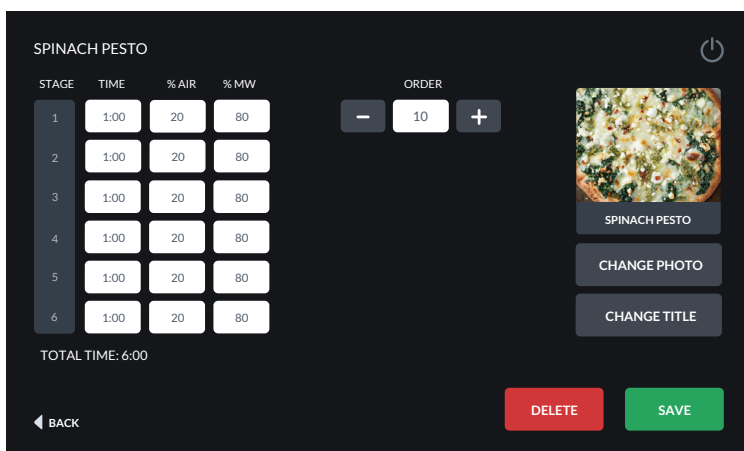 SPINACH PESTO
STAGE TIME % AIR % MW ORDER
1 1:00 20 80 10
2 1:00 20 80
3 1:00 20 80
4 1:00 20 80
5 1:00 20 80
6 1:00 20 80
TOTAL TIME: 6:00
SPINACH PESTO
CHANGE PHOTO
CHANGE TITLE
BACK
DELETE
SAVE